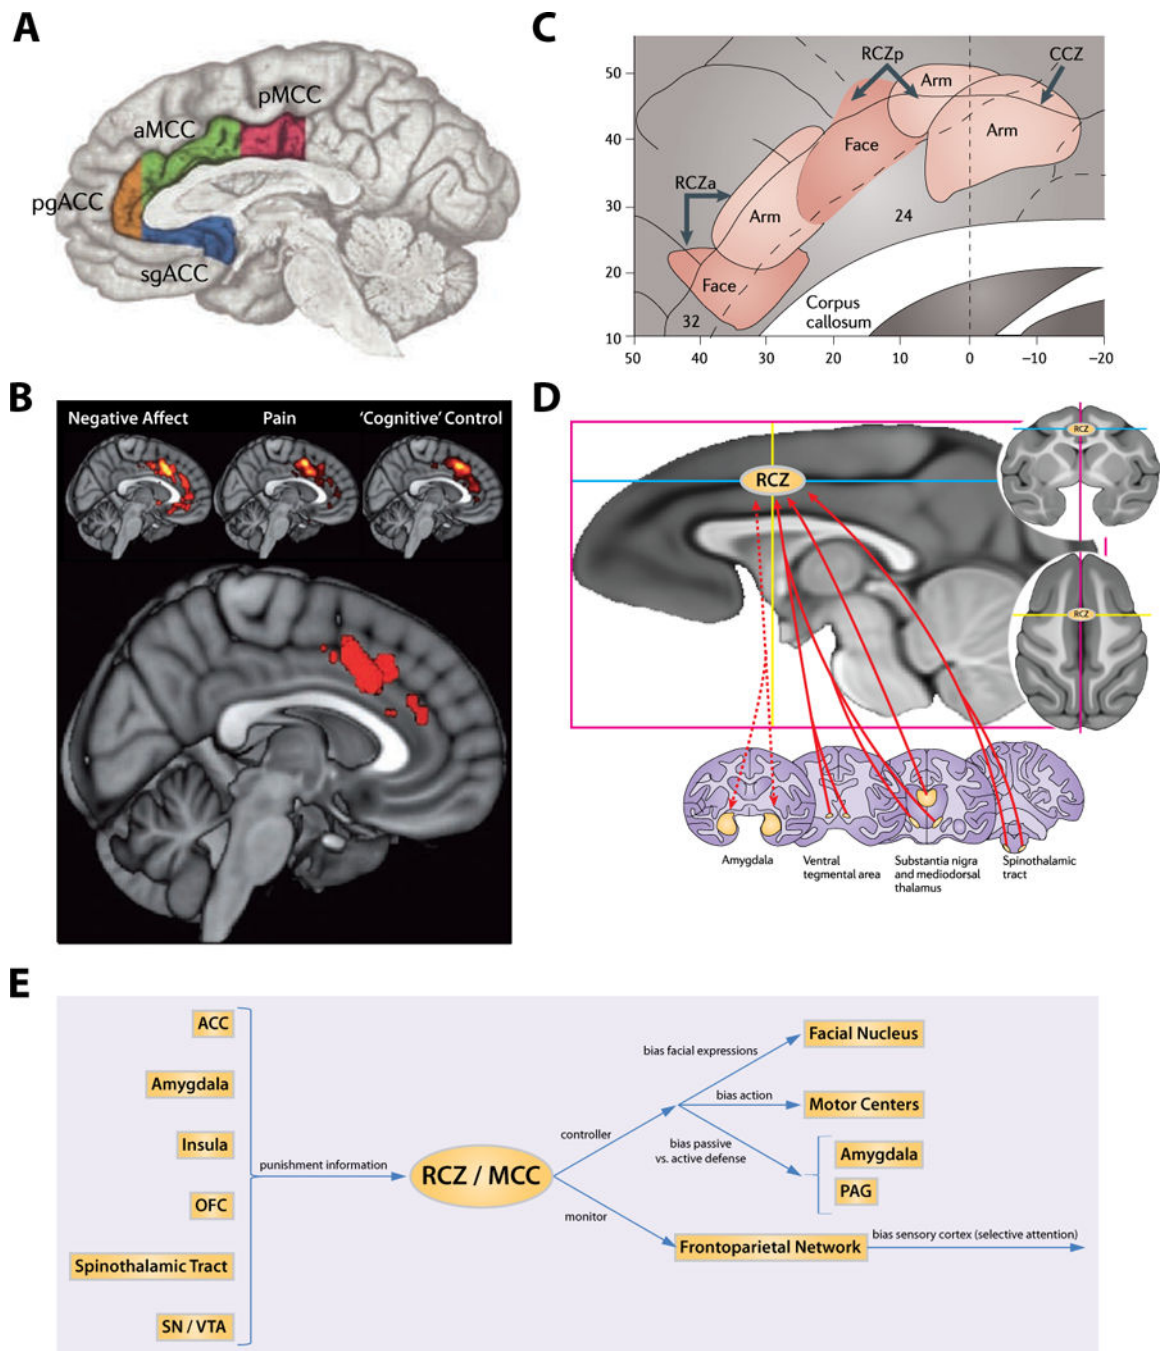 A
pMCC
aMCC
pgACC
sgACC
C
RCZp
CCZ
50
Arm
40
Face
Arm
RCZa
30
Arm
24
20
Face
Corpus
callosum
32
10
50
40
30
20
10
0
–10
–20
B
Negative Affect
Pain
'Cognitive' Control
D
RCZ
RCZ
RCZ
Amygdala
Ventral
tegmental area
Substantia nigra
and mediodorsal
thalamus
Spinothalamic
tract
E
ACC
Amygdala
Insula
OFC
Spinothalamic Tract
SN / VTA
punishment information
RCZ / MCC
controller
monitor
bias facial expressions
Facial Nucleus
bias action
Motor Centers
bias passive
vs. active defense
Amygdala
PAG
Frontoparietal Network
bias sensory cortex (selective attention)